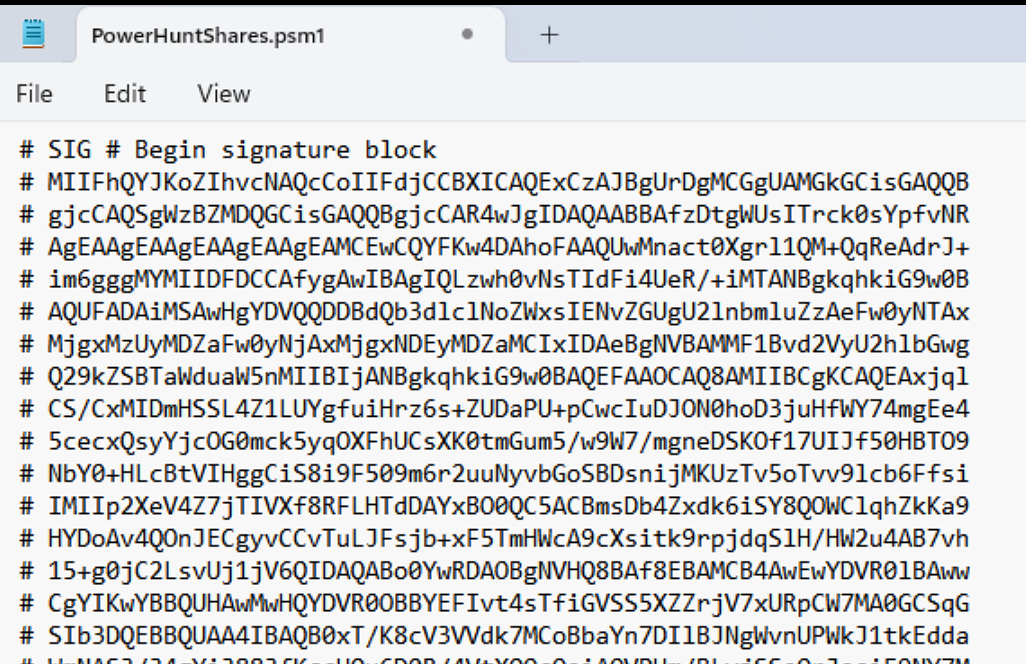 PowerHuntShares.psm1
File Edit View
# SIG # Begin signature block
# MIIFhQYJKoZIhvcNAQcCoIIFdjCCBXICAQExCzAJBgUrDgMCGgUAMGkGCisGAQQB
# gjcCAQSgWzBZMDQGCisGAQQBgjcCAR4wJgIDAQAABBAfzDtgWUsITrck0sYpfvNR
# AgEAAgEAAgEAAgEAAgEAMCEwCQYFKw4DAhoFAAQUwMnact0Xgrl1QM+QqReAdrJ+
# im6gggMYMIIDFDCCAfygAwIBAgIQLzwh0vNsTIdFi4UeR/+iMTANBgkqhkiG9w0B
# AQUFADAiMSAwHgYDVQQDDBdQb3dlclNoZWxsIENvZGUgU2lnbmluZzAeFw0yNTAx
# MjgxMzUyMDZaFw0yNjAxMjgxNDEyMDZaMCIxIDAeBgNVBAMMF1Bvd2VyU2hlbGwg
# Q29kZSBTaWduaW5nMIIBIjANBgkqhkiG9w0BAQEFAAOCAQ8AMIIBCgKCAQEAxjql
# CS/CxMIDmHSSL4Z1LUYgfuiHrz6s+ZUDaPU+pCwcIuDJON0hoD3juHfWY74mgEe4
# 5cecxQsyYjcOG0mck5yqOXFhUCsXK0tmGum5/w9W7/mgneDSKOf17UIJf50HBTO9
# NbY0+HLcBtVIHggCiS8i9F509m6r2uuNyvbGoSBDsnijMKUzTv5oTvv9lcb6Ffsi
# IMIIp2XeV4Z7jTIVXf8RFLHTdDAYxBO0QC5ACBmsDb4Zxdk6iSY8QOWClqhZkKa9
# HYDoAv4QOnJECgyvCCvTuLJFsjb+xF5TmHWcA9cXsitk9rpjdqSlH/HW2u4AB7vh
# 15+g0jC2LsvUj1jV6QIDAQABo0YwRDAOBgNVHQ8BAf8EBAMCB4AwEwYDVR0lBAww
# CgYIKwYBBQUHAwMwHQYDVR0OBBYEFIvt4sTfiGVSS5XZZrjV7xURpCW7MA0GCSqG
# SIb3DQEBBQUAA4IBAQB0xT/K8cV3VVdk7MCoBbaYn7DIlBJNgWvnUPWkJ1tkEdda